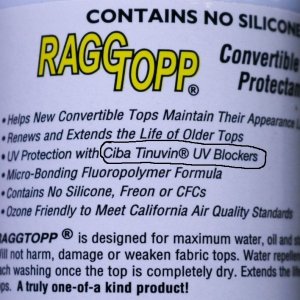 CONTAINS NO SILICONE
RAGGTOPP®
Convertible
Protectant
• Helps New Convertible Tops Maintain Their Appearance
• Renews and Extends the Life of Older Tops
• UV Protection with Ciba Tinuvin® UV Blockers
• Micro-Bonding Fluoropolymer Formula
• Contains No Silicone, Freon or CFCs
• Ozone Friendly to Meet California Air Quality Standards
RAGGTOPP® is designed for maximum water, oil and
will not harm, damage or weaken fabric tops. Water
each washing once the top is completely dry. Extends the
A truly one-of-a kind product!